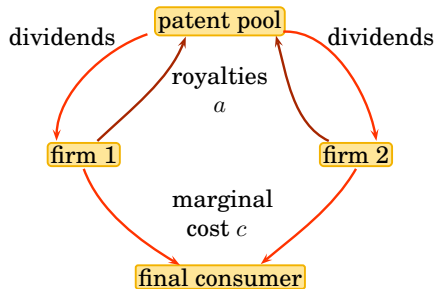 patent pool
dividends
dividends
royalties
a
firm 1
firm 2
marginal
cost c
final consumer